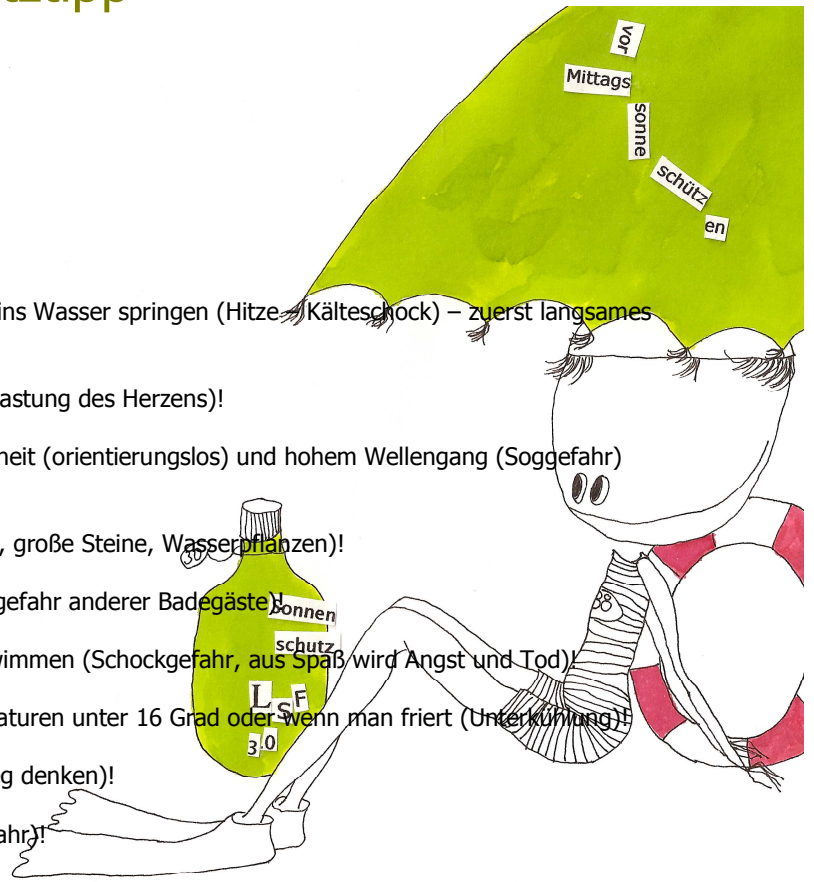 vor
Mittags
sonne
schütz
en
ins Wasser springen (Hitze – Kälteschock) – zuerst langsames
astung des Herzens)!
heit (orientierungslos) und hohem Wellengang (Soggefahr)
, große Steine, Wasserpflanzen)!
30
gefahr anderer Badegäste)!
Sonnen
schutz
wimmen (Schockgefahr, aus Spaß wird Angst und Tod)!
L S F
aturen unter 16 Grad oder wenn man friert (Unterkühlung)!
3.0
g denken)!
ahr)!